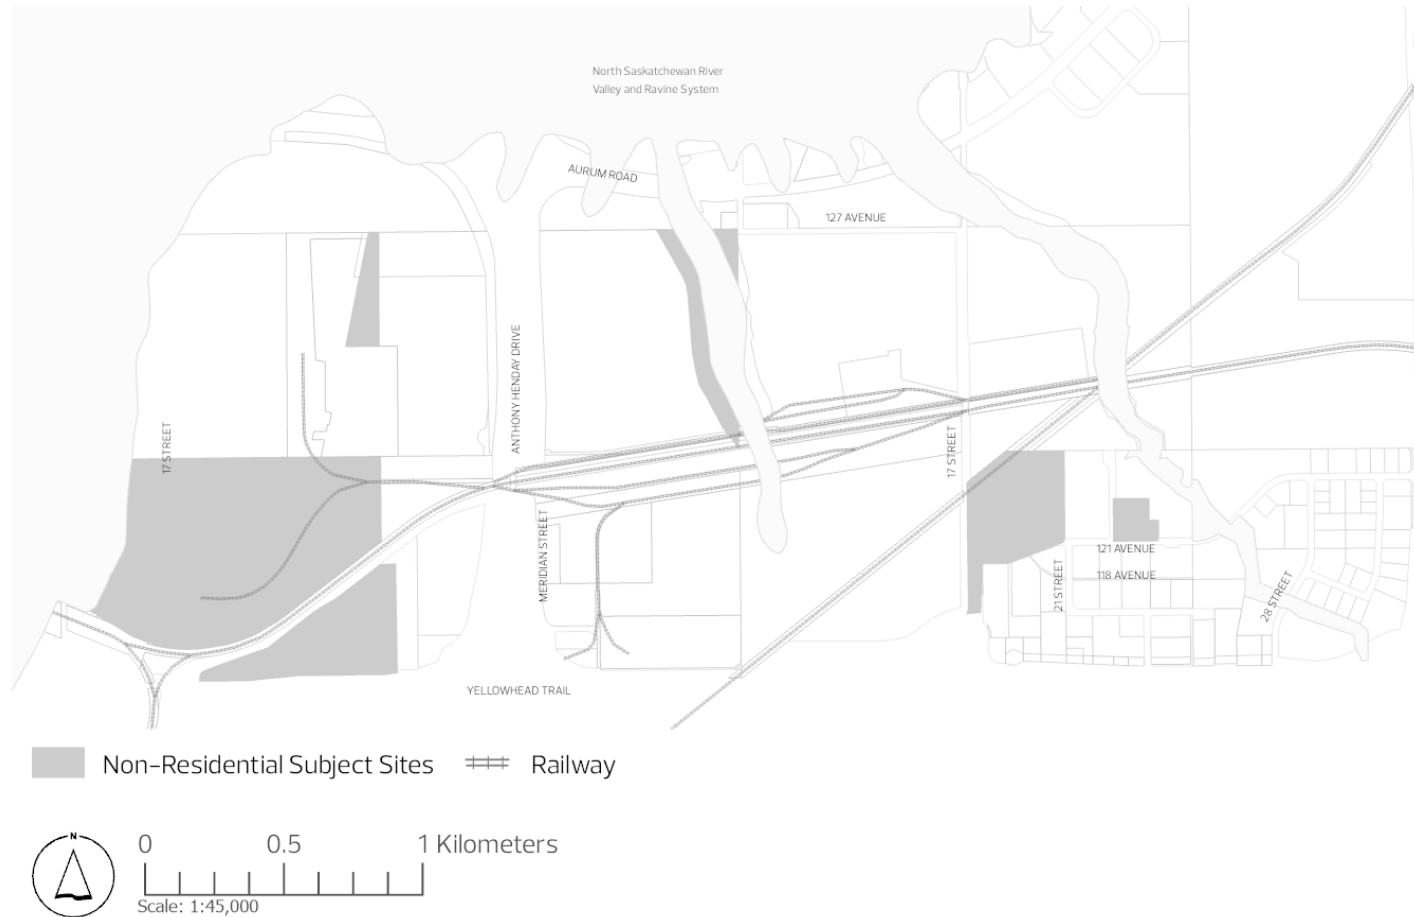 North Saskatchewan River
Valley and Ravine System
AURUM ROAD
127 AVENUE
ANTHONY HENDAY DRIVE
17 STREET
17 STREET
MERIDIAN STREET
121 AVENUE
118 AVENUE
21 STREET
28 STREET
YELLOWHEAD TRAIL
Non-Residential Subject Sites
Railway
N
0 0.5 1 Kilometers
Scale: 1:45,000